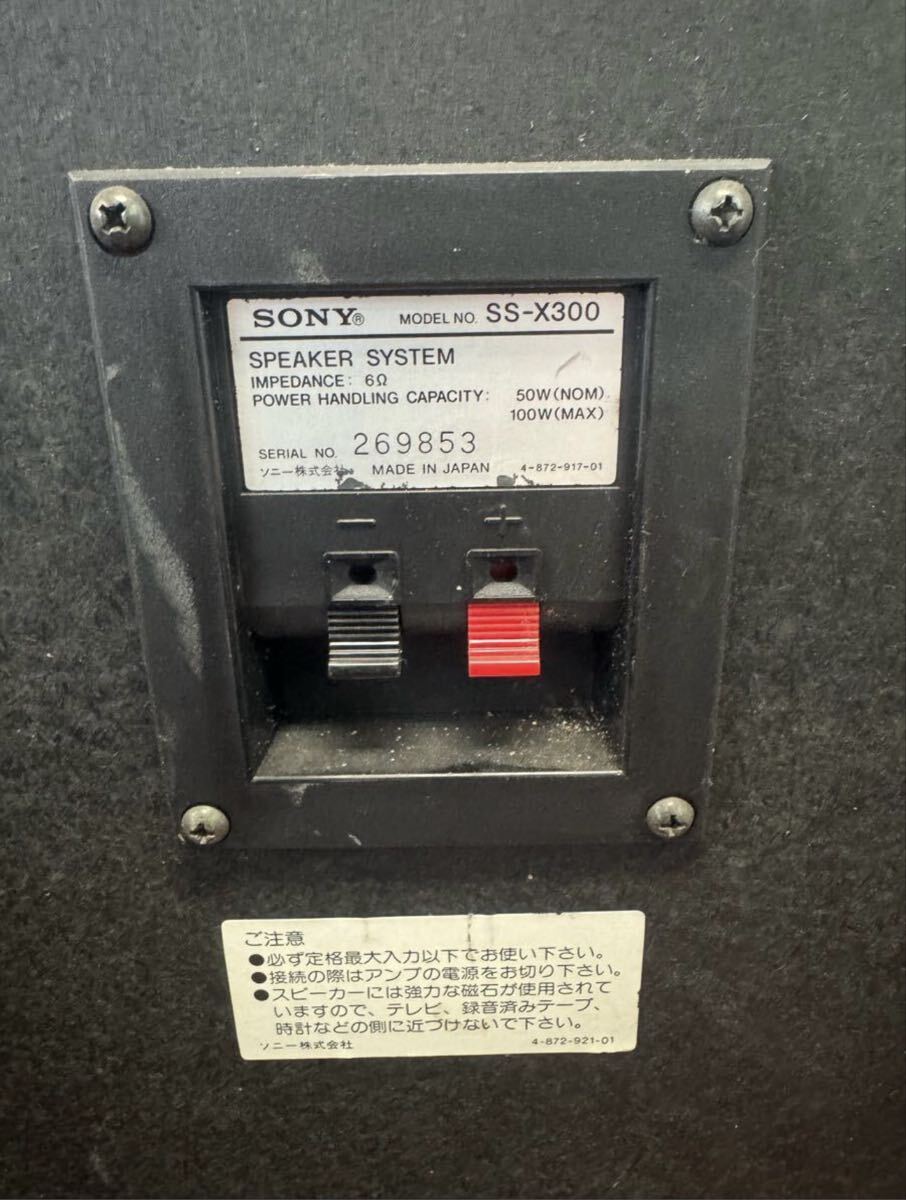 SONY® MODEL NO. SS-X300
SPEAKER SYSTEM
IMPEDANCE: 6Ω
POWER HANDLING CAPACITY: 50W(NOM)
100W(MAX)
SERIAL NO. 269853
ソニー株式会社 MADE IN JAPAN 4-872-917-01
− +
ご注意
●必ず定格最大入力以下でお使い下さい。
●接続の際はアンプの電源をお切り下さい。
●スピーカーには強力な磁石が使用されて
いますので、テレビ、録音済みテープ、
時計などの側に近づけないで下さい。
ソニー株式会社 4-872-921-01